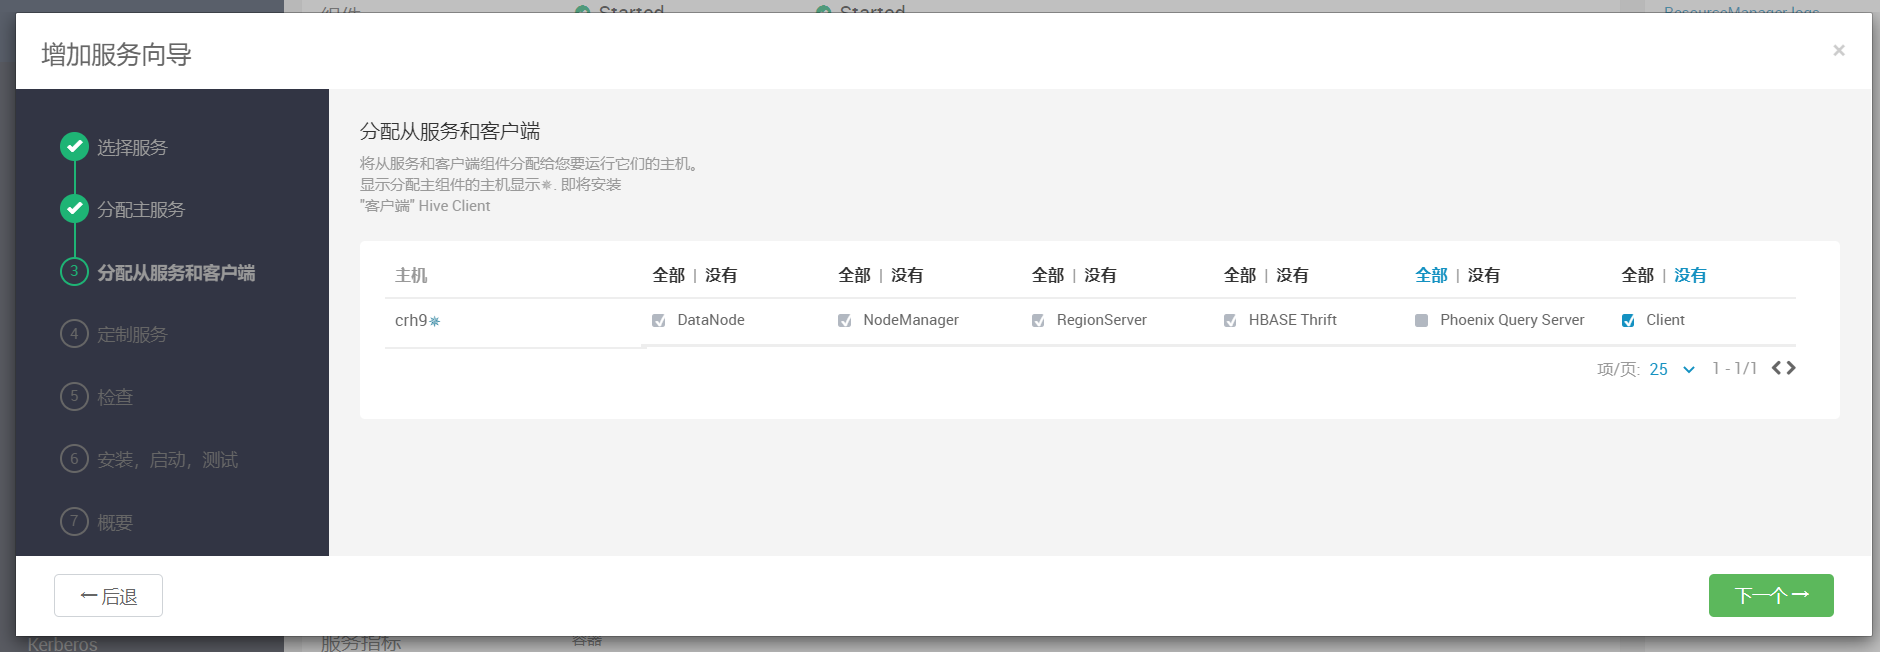 组件 Started Started ResourceManager logs
增加服务向导 ×
选择服务
分配主服务
3 分配从服务和客户端
4 定制服务
5 检查
6 安装，启动，测试
7 概要
分配从服务和客户端
将从服务和客户端组件分配给您要运行它们的主机。
显示分配主组件的主机显示✵. 即将安装
"客户端" Hive Client
主机 全部 | 没有 全部 | 没有 全部 | 没有 全部 | 没有 全部 | 没有 全部 | 没有
crh9✵ DataNode NodeManager RegionServer HBASE Thrift Phoenix Query Server Client
项/页: 25 1 - 1/1
←后退 下一个→
Kerberos 服务指标 容器